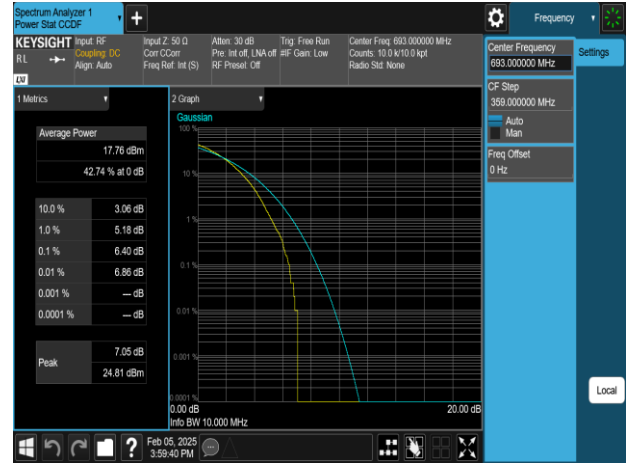 Spectrum Analyzer 1
Power Stat CCDF
Frequency
KEYSIGHT
RL
LXI
Input: RF
Coupling: DC
Align: Auto
Input Z: 50 Ω
Corr CCorr
Freq Ref: Int (S)
Atten: 30 dB
Pre: Int off, LNA off
RF Preset: Off
Trig: Free Run
#IF Gain: Low
Center Freq: 693.000000 MHz
Counts: 10.0 k/10.0 kpt
Radio Std: None
Center Frequency
693.000000 MHz
Settings
CF Step
359.000000 MHz
Auto
Man
Freq Offset
0 Hz
Local
1 Metrics
Average Power
17.76 dBm
42.74 % at 0 dB
10.0 % 3.06 dB
1.0 % 5.18 dB
0.1 % 6.40 dB
0.01 % 6.86 dB
0.001 % --- dB
0.0001 % --- dB
Peak
7.05 dB
24.81 dBm
2 Graph
Gaussian
100 %
10 %
1 %
0.1 %
0.01 %
0.001 %
0.0001 %
0.00 dB
20.00 dB
Info BW 10.000 MHz
?
Feb 05, 2025
3:59:40 PM